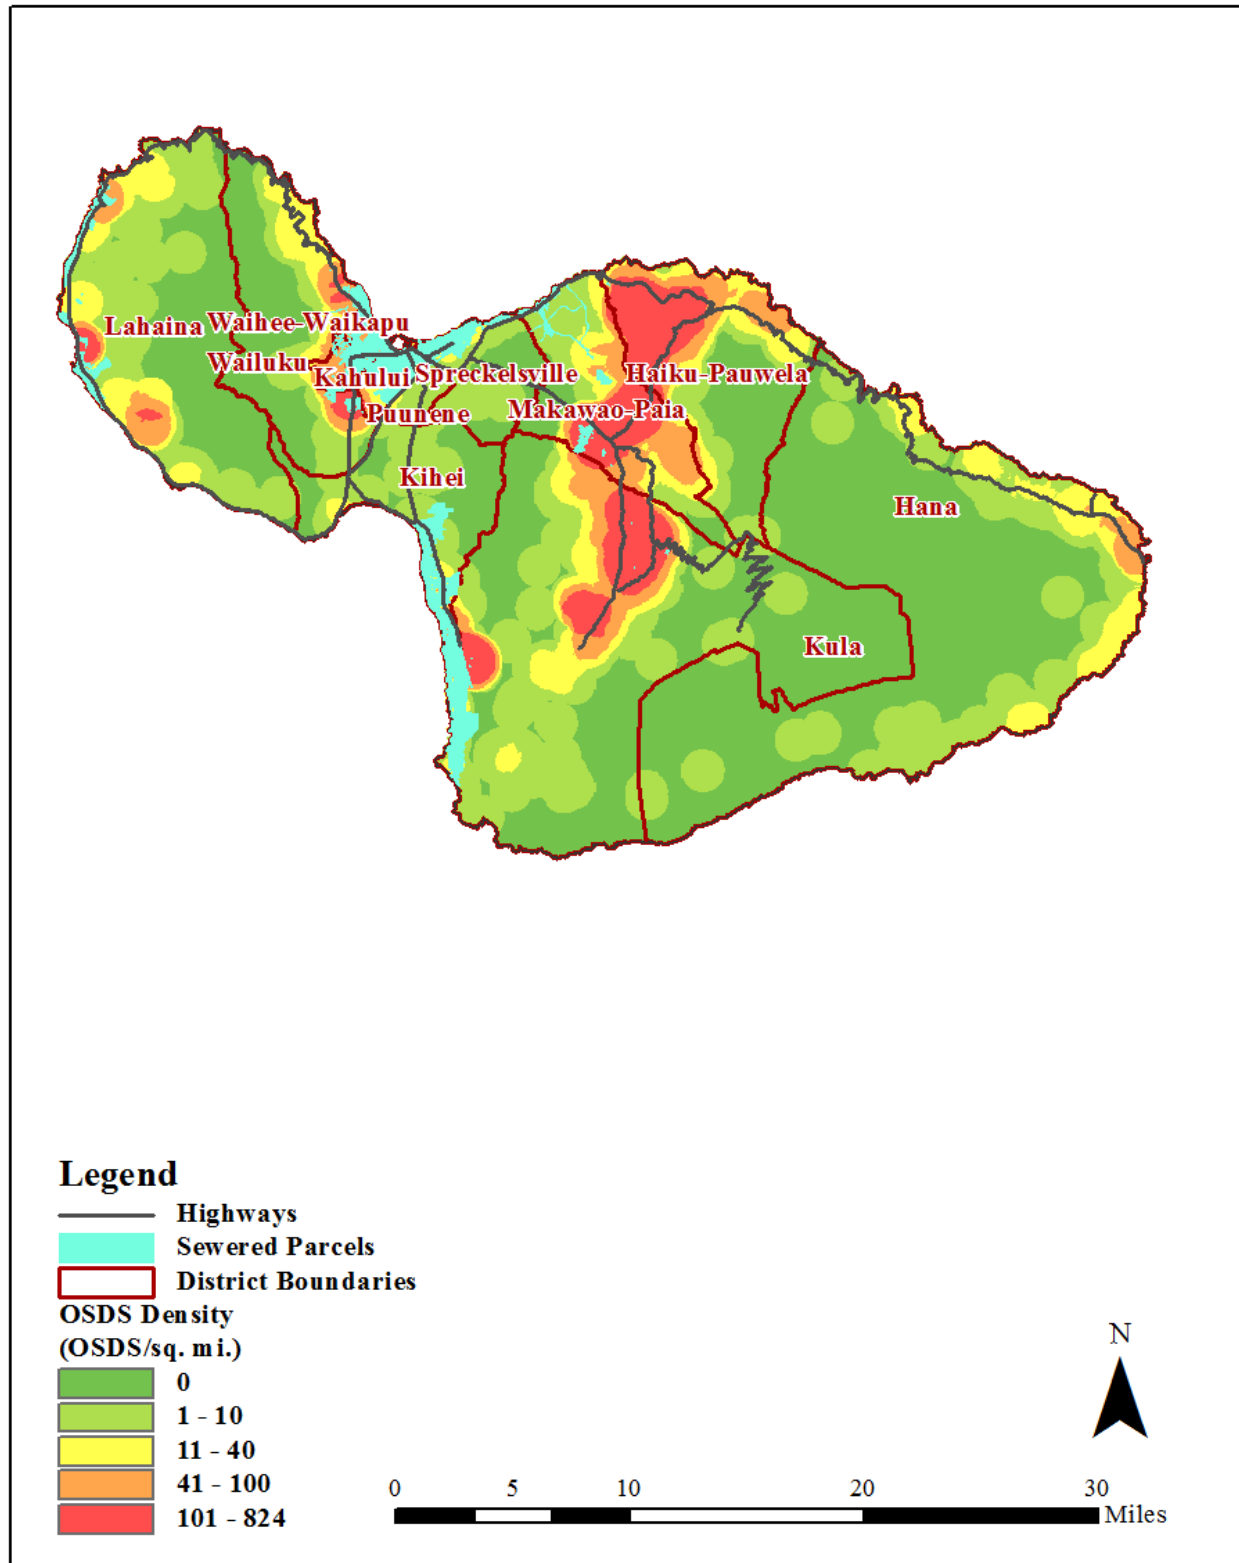 Lahaina
Waihee-Waikapu
Wailuku
Kahului
Spreckelsville
Haiku-Pauwela
Puunene
Makawao-Paia
Kihei
Hana
Kula
Legend
Highways
Sewered Parcels
District Boundaries
OSDS Density
(OSDS/sq. mi.)
0
1 - 10
11 - 40
41 - 100
101 - 824
N
0 5 10 20 30
Miles